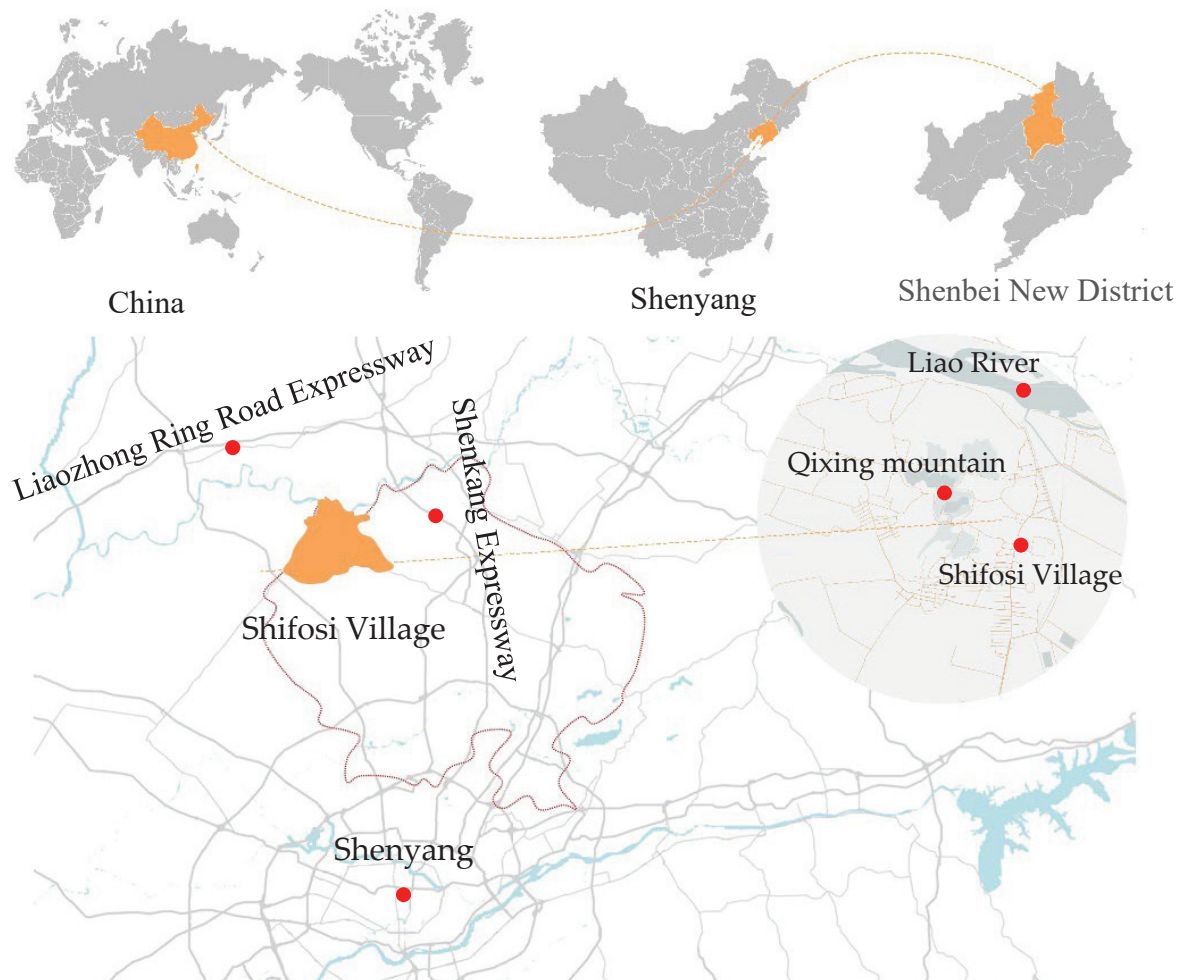 China
Shenyang
Shenbei New District
Liaozhong Ring Road Expressway
Shenkang Expressway
Liao River
Qixing mountain
Shifosi Village
Shifosi Village
Shenyang